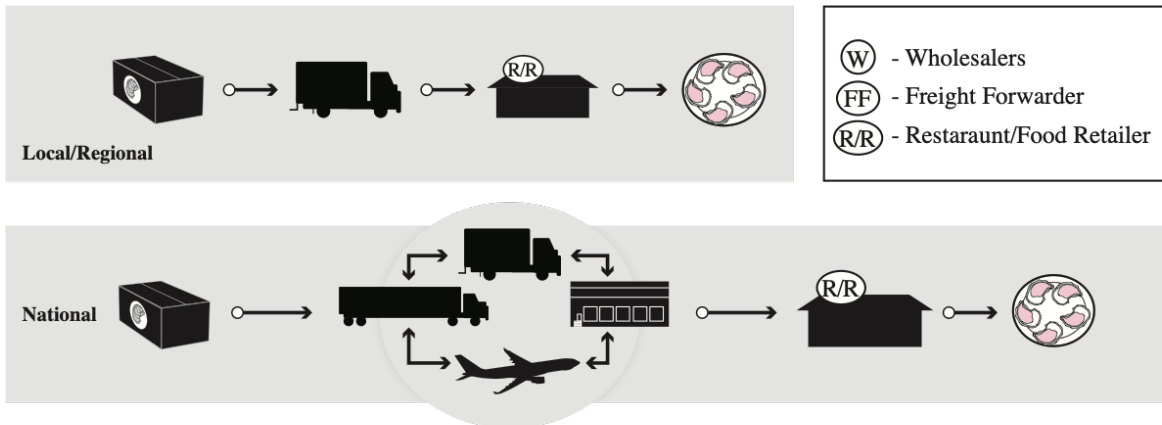 R/R
Local/Regional
W - Wholesalers
FF - Freight Forwarder
R/R - Restaraunt/Food Retailer
National
R/R